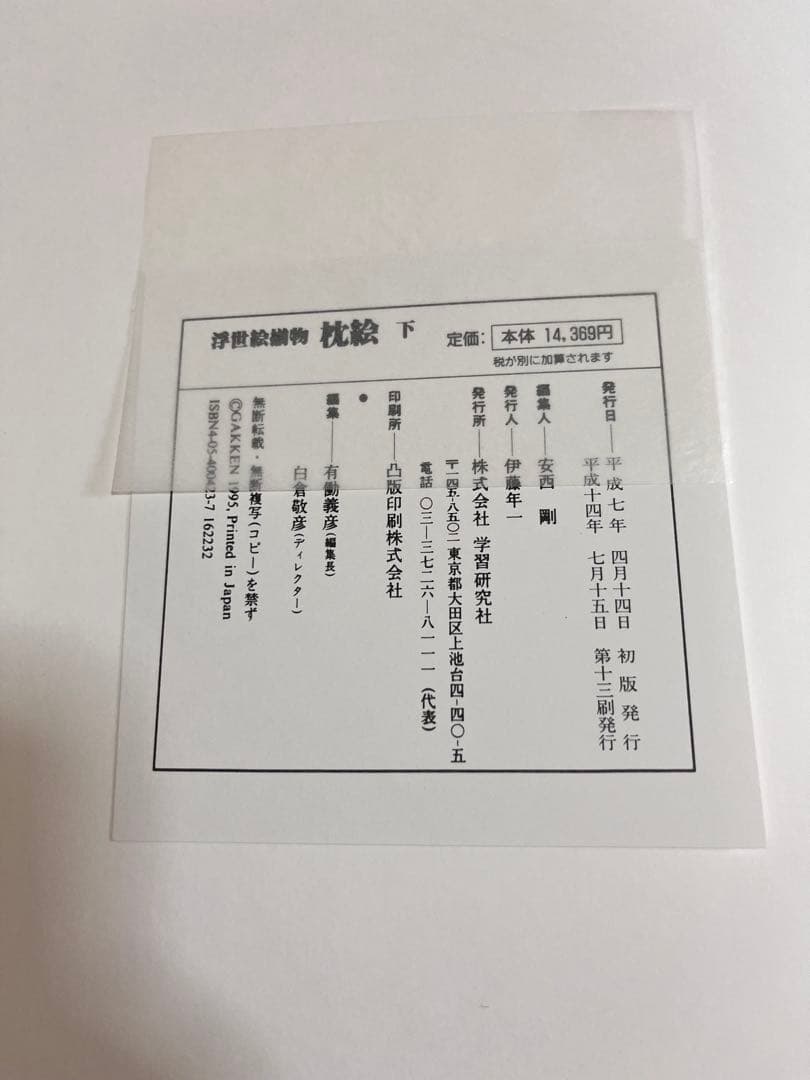 浮世絵揃物 枕絵 下
定価: 本体 14,369円
税が別に加算されます
発行日――平成七年 四月十四日 初版発行
平成十四年 七月十五日 第十三刷発行
編集人――安西 剛
発行人――伊藤年一
発行所――株式会社 学習研究社
〒一四五-八五〇二 東京都大田区上池台四-四〇-五
電話 〇三―三七二六―八一一一(代表)
印刷所――凸版印刷株式会社
●
編集――有働義彦(編集長)
白倉敬彦(ディレクター)
無断転載・無断複写(コピー)を禁ず
©GAKKEN 1995, Printed in Japan
ISBN4-05-400423-7 162232